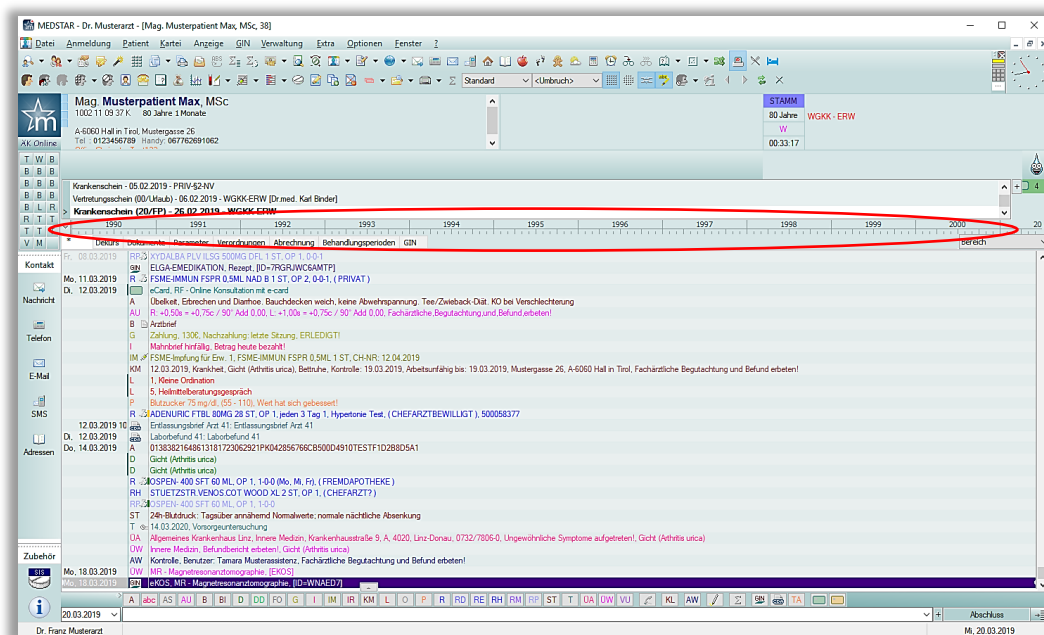 MEDSTAR - Dr. Musterarzt - [Mag. Musterpatient Max, MSc, 38]
Datei Anmeldung Patient Kartei Anzeige GIN Verwaltung Extra Optionen Fenster ?
Standard <Umbruch>
Mag. Musterpatient Max, MSc
1002 11 09 37 K 80 Jahre 1 Monate
A-6060 Hall in Tirol, Mustergasse 26
Tel : 0123456789 Handy: 067762691062
AK Online
STAMM
80 Jahre WGKK - ERW
W
00:33:17
T W B
B B B
B B B
B B B
B L R
R T T
T T
V M
Krankenschein - 05.02.2019 - PRIV-§2-NV
Vertretungsschein (00/Urlaub) - 06.02.2019 - WGKK-ERW [Dr.med. Karl Binder]
> Krankenschein (20/FP) - 26.02.2019 - WGKK-ERW
+ 4
1990 1991 1992 1993 1994 1995 1996 1997 1998 1999 2000 20
* Dekurs Dokumente Parameter Verordnungen Abrechnung Behandlungsperioden GIN Bereich
Kontakt
Nachricht
Telefon
E-Mail
SMS
Adressen
Zubehör
SIS
Fr, 08.03.2019 RP XYDALBA PLV ILSG 500MG DFL 1 ST, OP 1, 0-0-1
GIN ELGA-EMEDIKATION, Rezept, [ID=7RGRJWC6AMTP]
Mo, 11.03.2019 R FSME-IMMUN FSPR 0,5ML NAD B 1 ST, OP 2, 0-0-1, ( PRIVAT )
Di, 12.03.2019 eCard, RF - Online Konsultation mit e-card
A Übelkeit, Erbrechen und Diarrhoe. Bauchdecken weich, keine Abwehrspannung. Tee/Zwieback-Diät. KO bei Verschlechterung
AU R: +0,50s = +0,75c / 90° Add 0,00, L: +1,00s = +0,75c / 90° Add 0,00, Fachärztliche,Begutachtung,und,Befund,erbeten!
B Arztbrief
G Zahlung, 130€, Nachzahlung: letzte Sitzung, ERLEDIGT!
I Mahnbrief hinfällig, Betrag heute bezahlt!
IM FSME-Impfung für Erw. 1, FSME-IMMUN FSPR 0,5ML 1 ST, CH-NR: 12.04.2019
KM 12.03.2019, Krankheit, Gicht (Arthritis urica), Bettruhe, Kontrolle: 19.03.2019, Arbeitsunfähig bis: 19.03.2019, Mustergasse 26, A-6060 Hall in Tirol, Fachärztliche Begutachtung und Befund erbeten!
L 1, Kleine Ordination
L 5, Heilmittelberatungsgespräch
P Blutzucker 75 mg/dl, (55 - 110), Wert hat sich gebessert!
R ADENURIC FTBL 80MG 28 ST, OP 1, jeden 3 Tag 1, Hypertonie Test, ( CHEFARZTBEWILLIGT ), 500058377
12.03.2019 10 Entlassungsbrief Arzt 41: Entlassungsbrief Arzt 41
Di, 12.03.2019 Laborbefund 41: Laborbefund 41
Do, 14.03.2019 A 01383821648613181723062921PK042856766CB500D4910TESTF1D2B8D5A1
D Gicht (Arthritis urica)
D Gicht (Arthritis urica)
R OSPEN- 400 SFT 60 ML, OP 1, 1-0-0 (Mo, Mi, Fr), ( FREMDAPOTHEKE )
RH STUETZSTR.VENOS.COT WOOD XL 2 ST, OP 1, ( CHEFARZT? )
RP OSPEN- 400 SFT 60 ML, OP 1, 1-0-0
ST 24h-Blutdruck: Tagsüber annähernd Normalwerte; normale nächtliche Absenkung
T 14.03.2020, Vorsorgeuntersuchung
ÜA Allgemeines Krankenhaus Linz, Innere Medizin, Krankenhausstraße 9, A, 4020, Linz-Donau, 0732/7806-0, Ungewöhnliche Symptome aufgetreten!, Gicht (Arthritis urica)
ÜW Innere Medizin, Befundbericht erbeten!, Gicht (Arthritis urica)
AW Kontrolle, Benutzer: Tamara Musterassistenz, Fachärztliche Begutachtung und Befund erbeten!
Mo, 18.03.2019 ÜW MR - Magnetresonanztomographie, [EKOS]
Mo, 18.03.2019 GIN eKOS, MR - Magnetresonanztomographie, [ID=WNAED7]
A abc AS AU B BI D DD FO G I IM IR KM L O P R RD RE RH RM RP ST T ÜA ÜW VU KL AW Σ GIN TA
20.03.2019 + Abschluss
Dr. Franz Musterarzt Mi, 20.03.2019